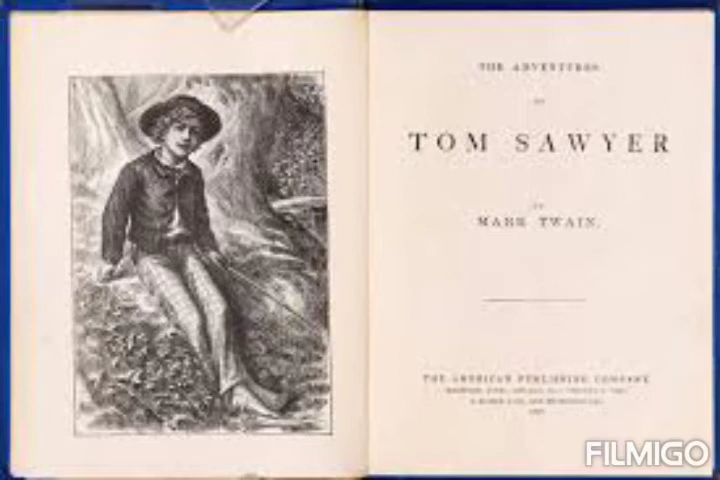 THE ADVENTURES
OF
TOM SAWYER
BY
MARK TWAIN.
THE AMERICAN PUBLISHING COMPANY
FILMIGO